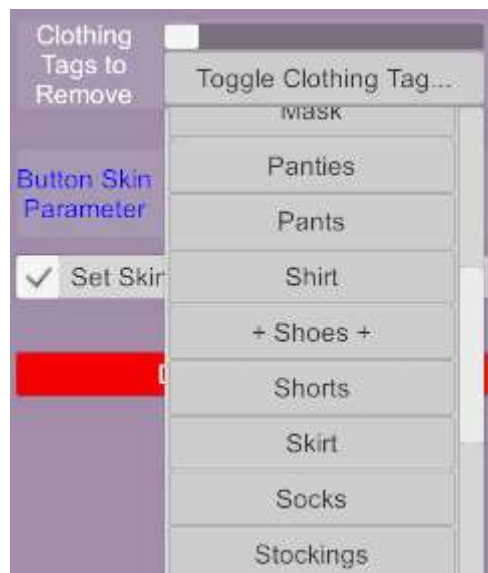 Clothing
Tags to
Remove
Toggle Clothing Tag...
Mask
Panties
Button Skin
Parameter
Pants
Set Skin
Shirt
+ Shoes +
Shorts
Skirt
Socks
Stockings